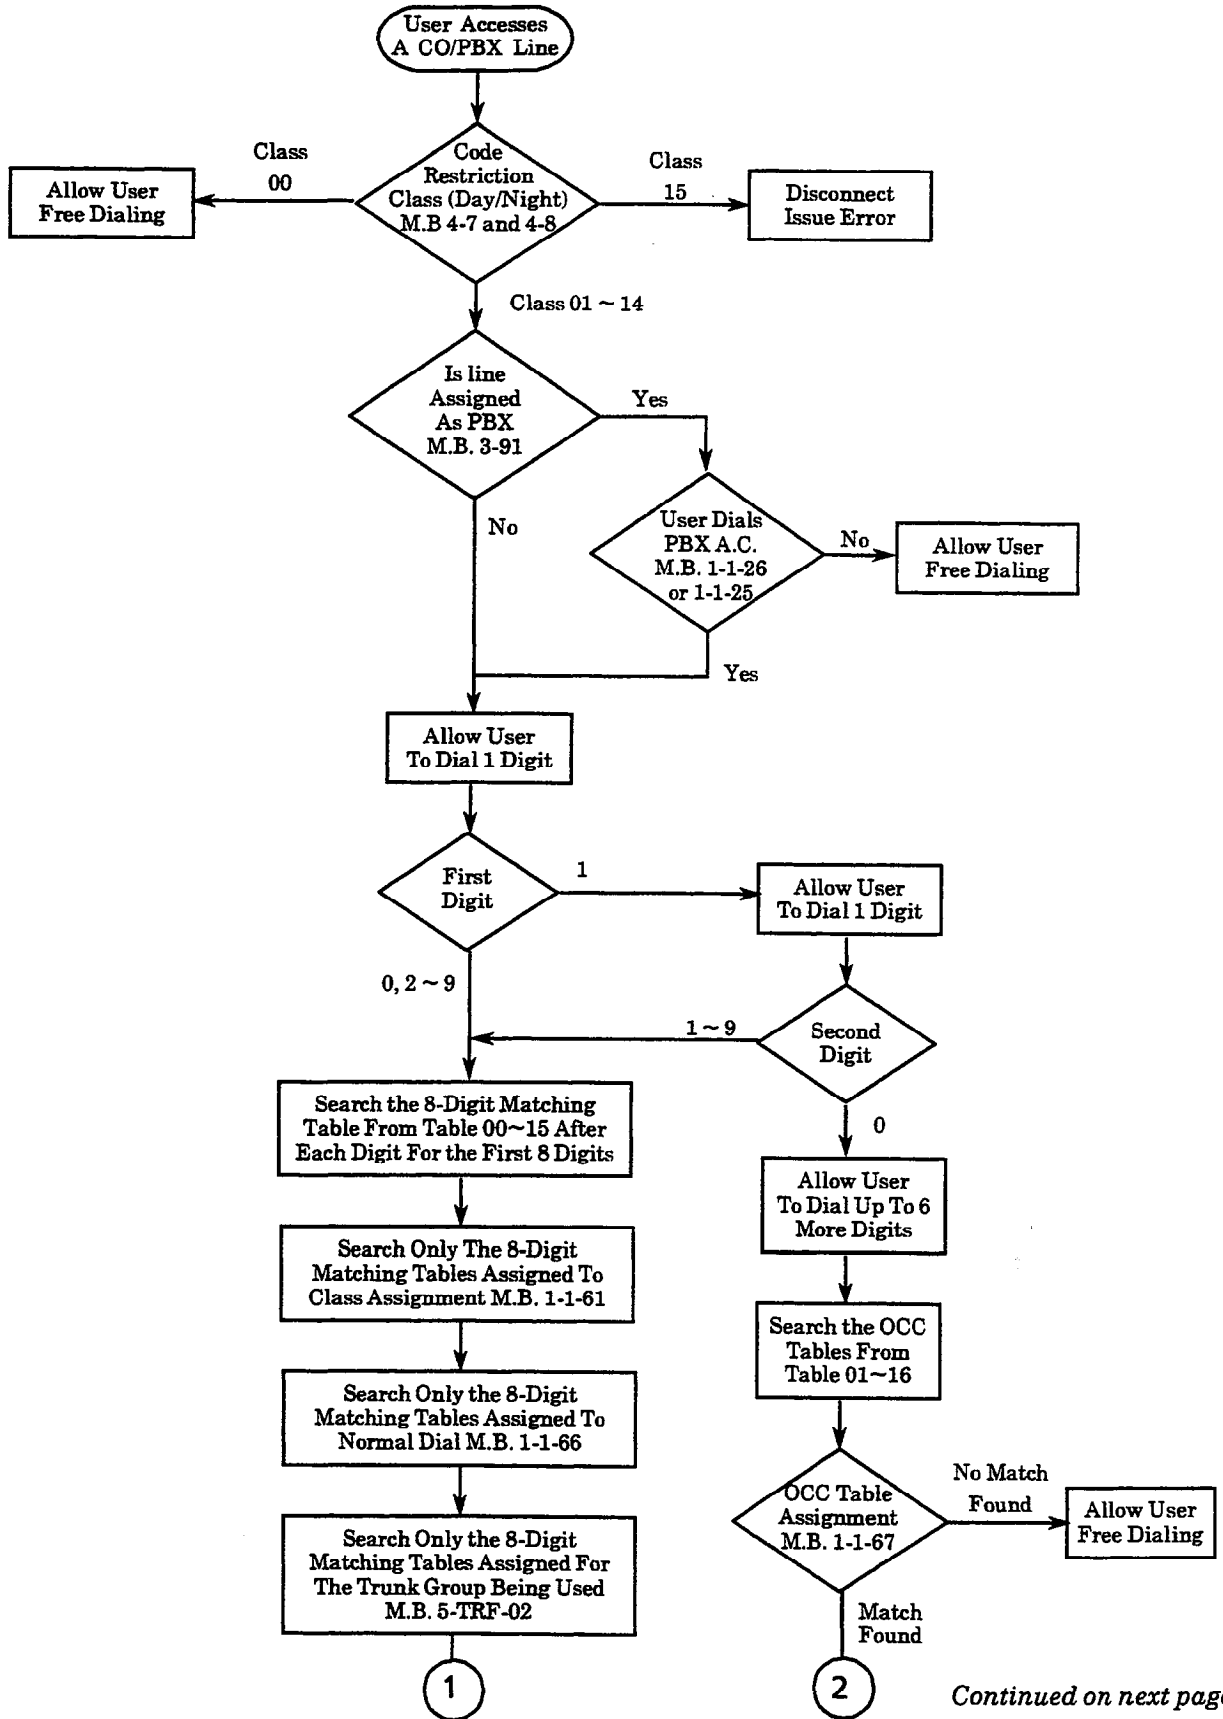 User Accesses
A CO/PBX Line
Class
00
Code
Restriction
Class (Day/Night)
M.B 4-7 and 4-8
Class
15
Allow User
Free Dialing
Disconnect
Issue Error
Class 01 ~ 14
Is line
Assigned
As PBX
M.B. 3-91
Yes
No
User Dials
PBX A.C.
M.B. 1-1-26
or 1-1-25
No
Allow User
Free Dialing
Yes
Allow User
To Dial 1 Digit
First
Digit
1
Allow User
To Dial 1 Digit
0, 2 ~ 9
1 ~ 9
Second
Digit
0
Search the 8-Digit Matching
Table From Table 00~15 After
Each Digit For the First 8 Digits
Allow User
To Dial Up To 6
More Digits
Search Only The 8-Digit
Matching Tables Assigned To
Class Assignment M.B. 1-1-61
Search the OCC
Tables From
Table 01~16
Search Only the 8-Digit
Matching Tables Assigned To
Normal Dial M.B. 1-1-66
OCC Table
Assignment
M.B. 1-1-67
No Match
Found
Allow User
Free Dialing
Search Only the 8-Digit
Matching Tables Assigned For
The Trunk Group Being Used
M.B. 5-TRF-02
Match
Found
1
2
Continued on next page